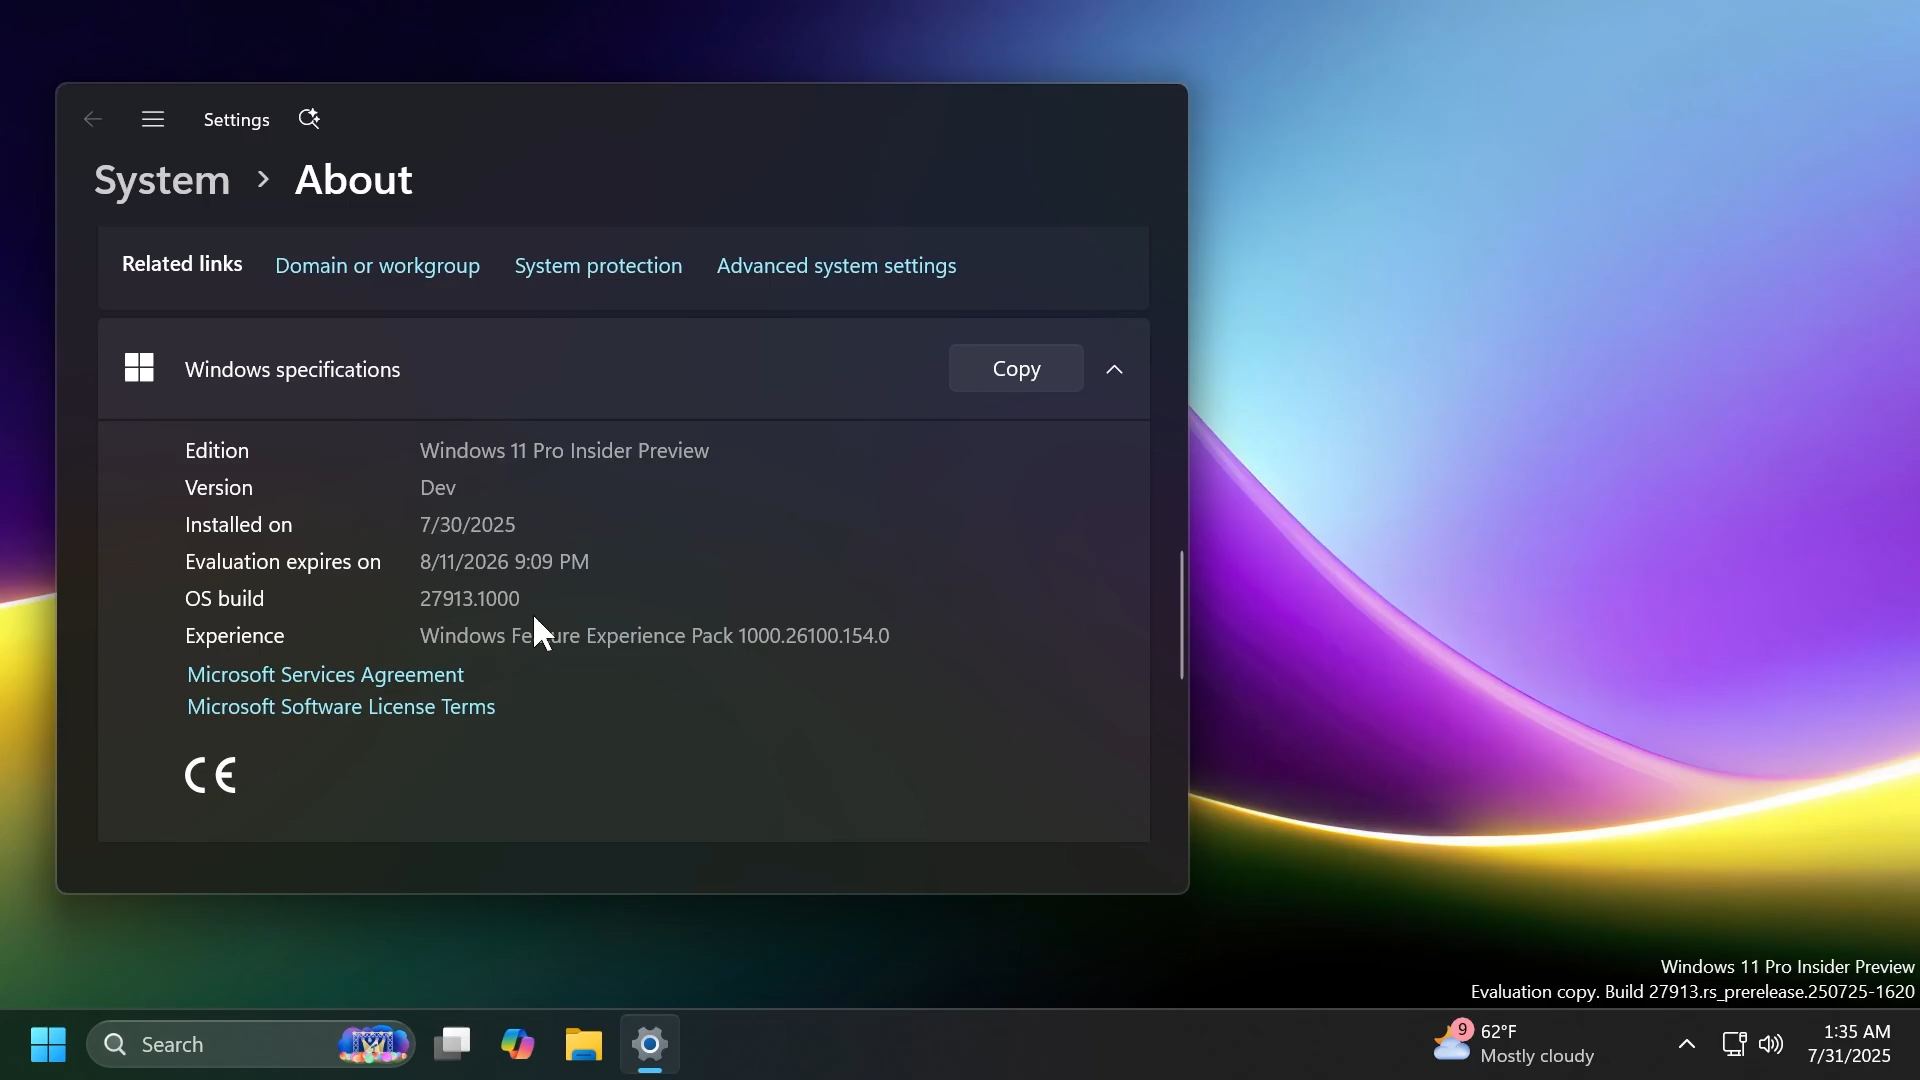 Settings
System > About
Related links Domain or workgroup System protection Advanced system settings
Windows specifications Copy
Edition Windows 11 Pro Insider Preview
Version Dev
Installed on 7/30/2025
Evaluation expires on 8/11/2026 9:09 PM
OS build 27913.1000
Experience Windows Feature Experience Pack 1000.26100.154.0
Microsoft Services Agreement
Microsoft Software License Terms
CE
Windows 11 Pro Insider Preview
Evaluation copy. Build 27913.rs_prerelease.250725-1620
Search
9 62°F
Mostly cloudy
1:35 AM
7/31/2025